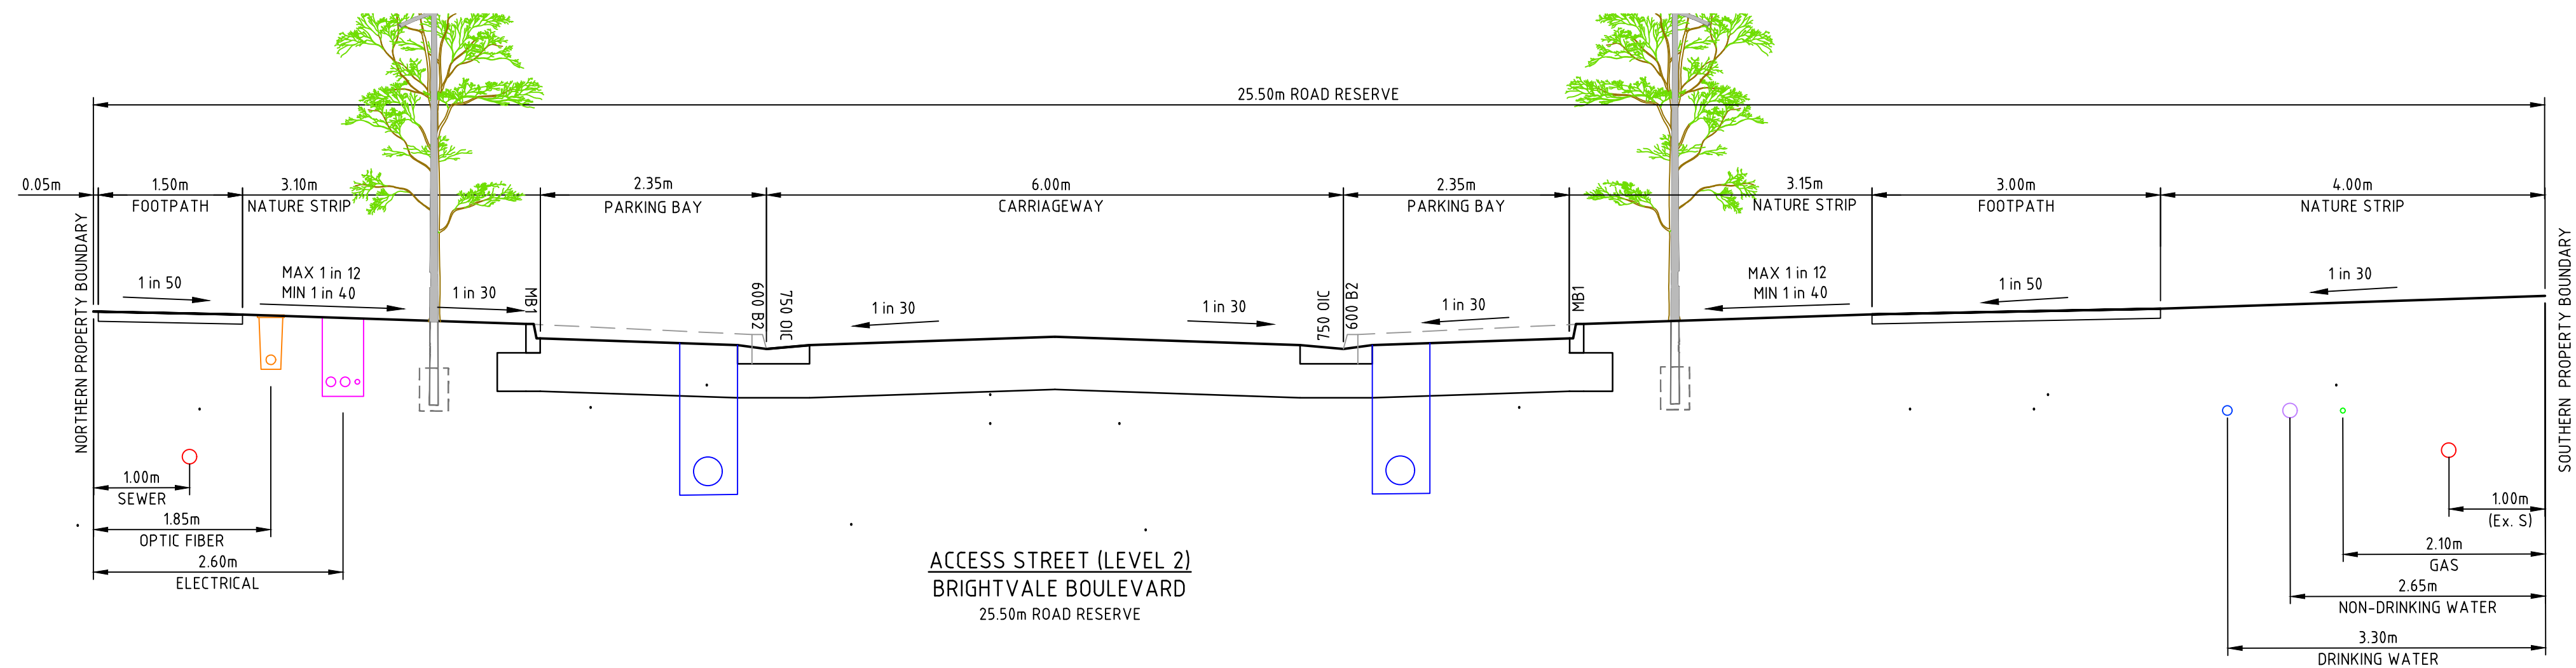 25.50m ROAD RESERVE
0.05m
1.50m
FOOTPATH
3.10m
NATURE STRIP
2.35m
PARKING BAY
6.00m
CARRIAGEWAY
2.35m
PARKING BAY
3.15m
NATURE STRIP
3.00m
FOOTPATH
4.00m
NATURE STRIP
NORTHERN PROPERTY BOUNDARY
1 in 50
MAX 1 in 12
MIN 1 in 40
1 in 30
MB1
600 B2
750 OIC
1 in 30
1 in 30
750 OIC
600 B2
1 in 30
MB1
MAX 1 in 12
MIN 1 in 40
1 in 50
1 in 30
SOUTHERN PROPERTY BOUNDARY
1.00m
SEWER
1.85m
OPTIC FIBER
2.60m
ELECTRICAL
1.00m
(Ex. S)
2.10m
GAS
2.65m
NON-DRINKING WATER
3.30m
DRINKING WATER
ACCESS STREET (LEVEL 2)
BRIGHTVALE BOULEVARD
25.50m ROAD RESERVE